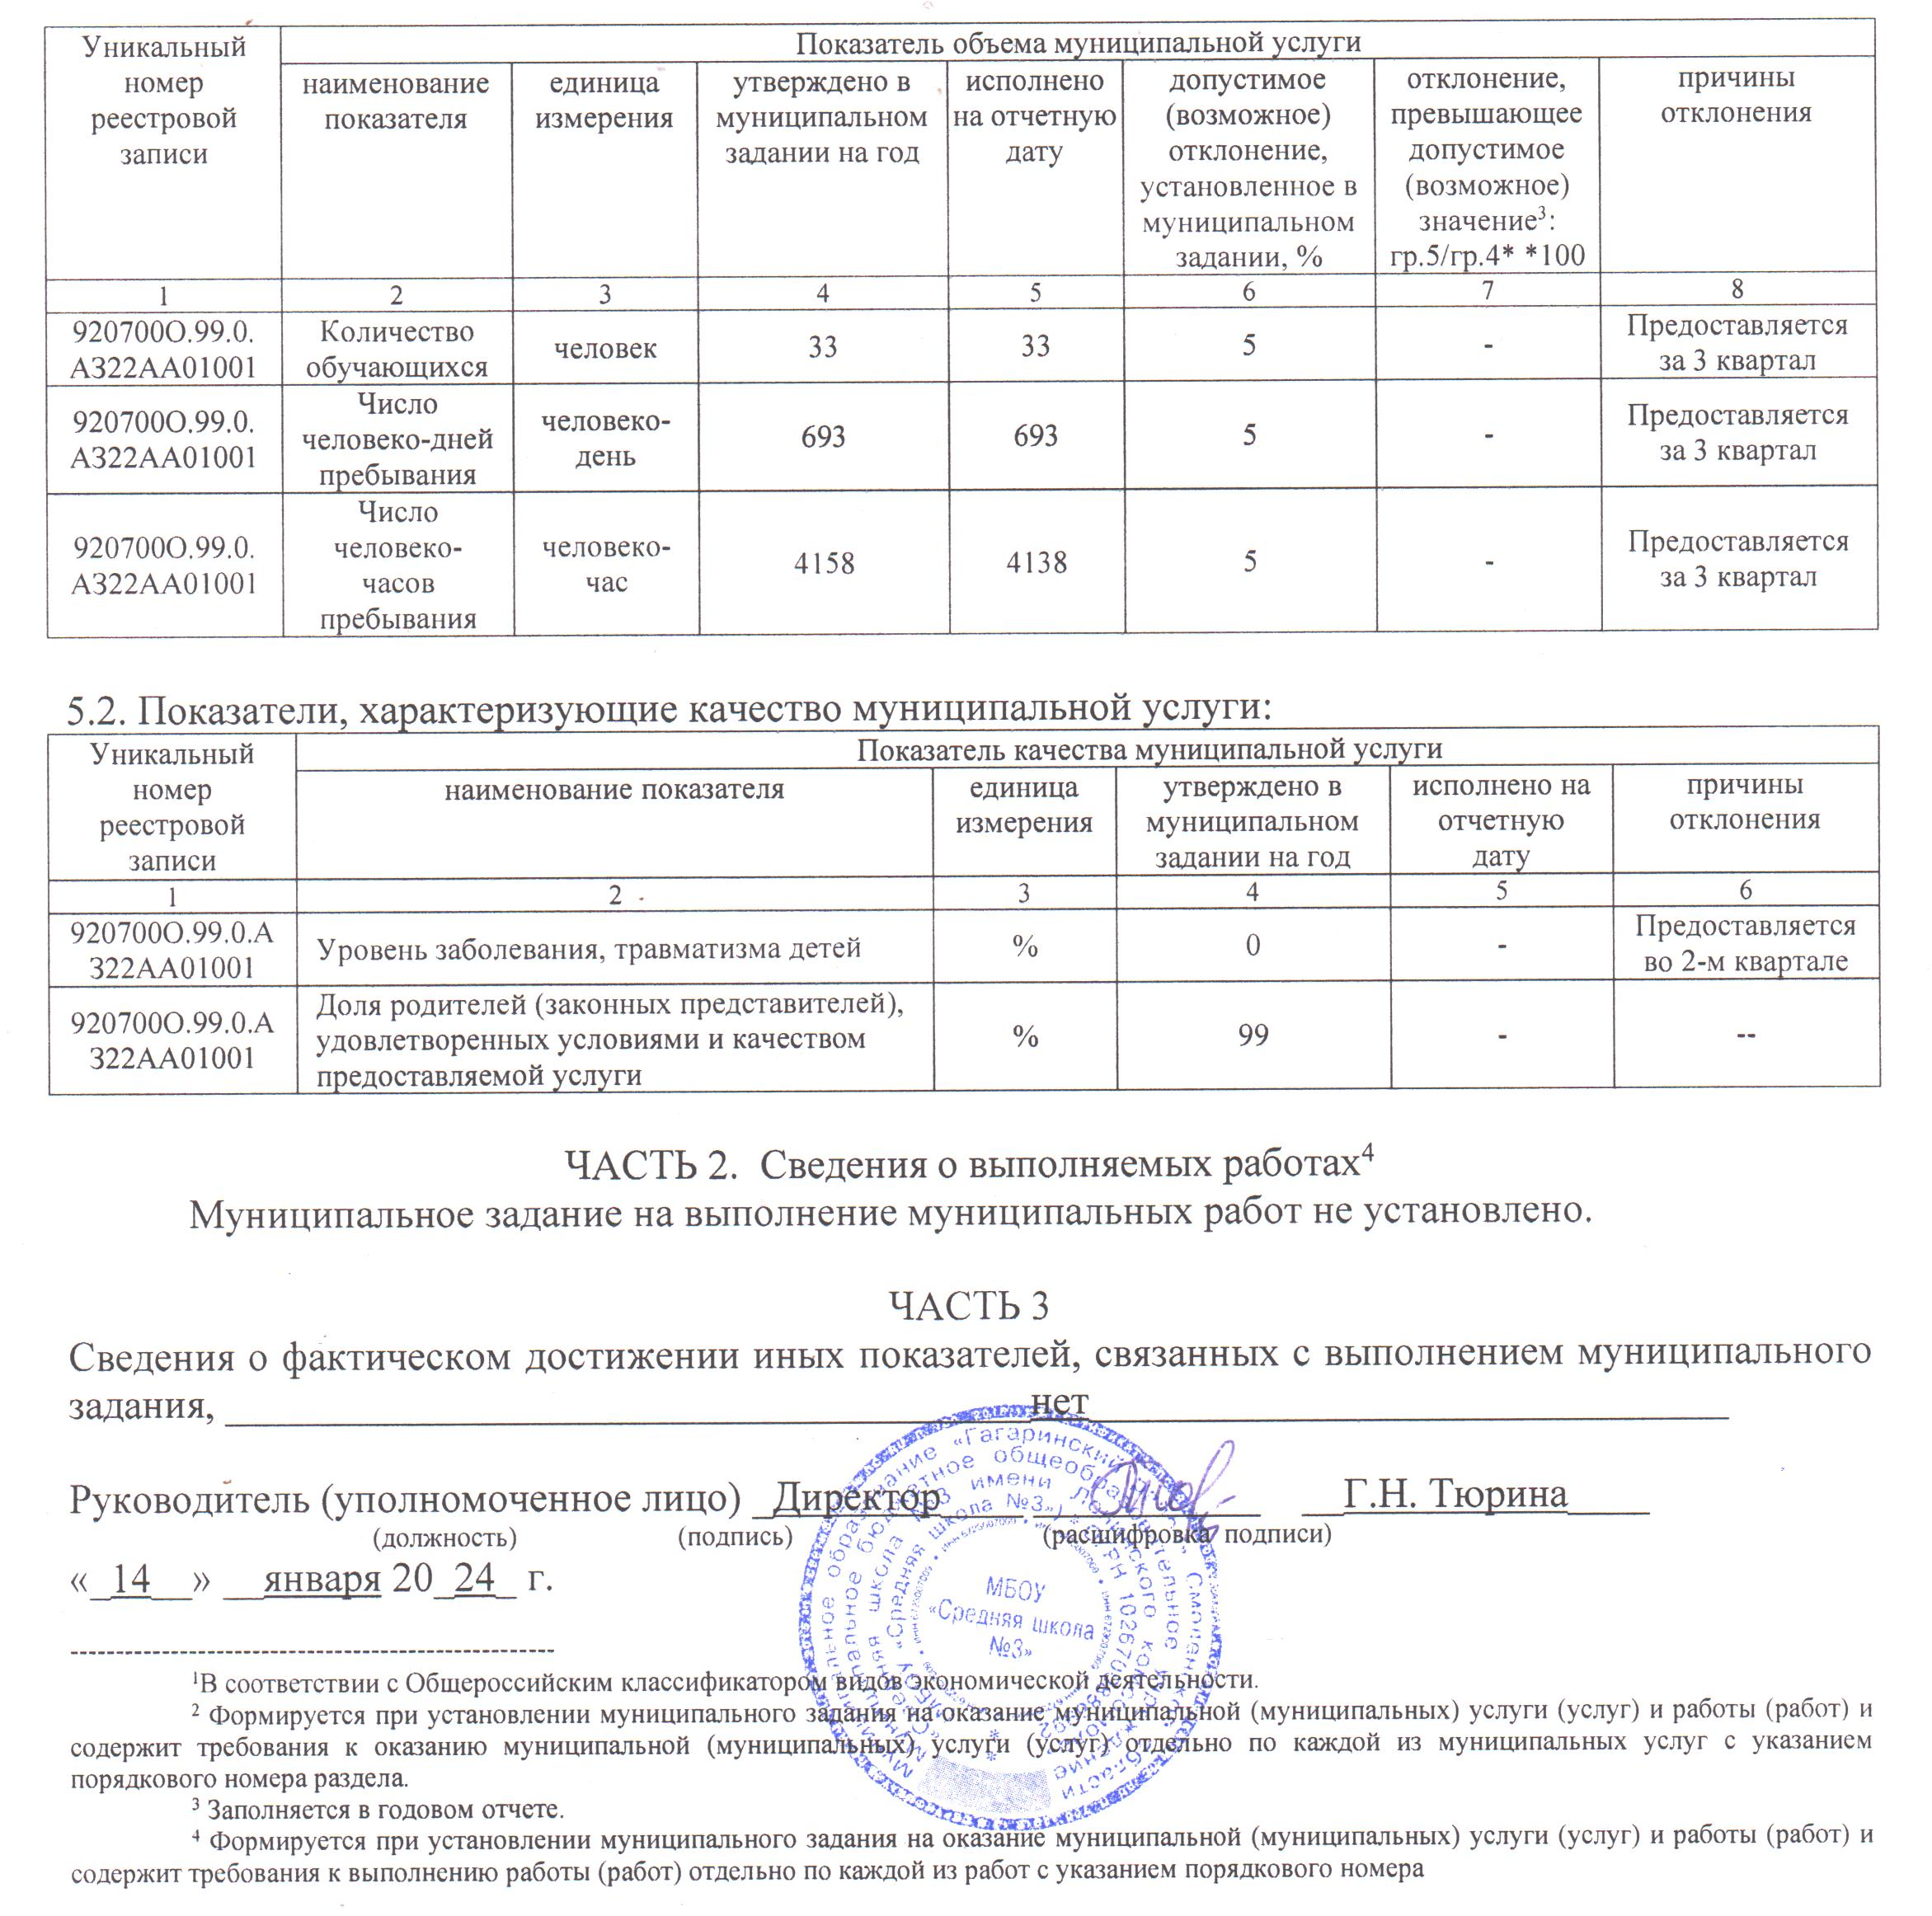 Уникальный номер реестровой записи
Показатель объема муниципальной услуги
наименование показателя
единица измерения
утверждено в муниципальном задании на год
исполнено на отчетную дату
допустимое (возможное) отклонение, установленное в муниципальном задании, %
отклонение, превышающее допустимое (возможное) значение³: гр.5/гр.4* *100
причины отклонения
1 2 3 4 5 6 7 8
920700О.99.0.АЗ22АА01001 Количество обучающихся человек 33 33 5 - Предоставляется за 3 квартал
920700О.99.0.АЗ22АА01001 Число человеко-дней пребывания человеко-день 693 693 5 - Предоставляется за 3 квартал
920700О.99.0.АЗ22АА01001 Число человеко-часов пребывания человеко-час 4158 4138 5 - Предоставляется за 3 квартал
5.2. Показатели, характеризующие качество муниципальной услуги:
Уникальный номер реестровой записи
Показатель качества муниципальной услуги
наименование показателя
единица измерения
утверждено в муниципальном задании на год
исполнено на отчетную дату
причины отклонения
1 2 3 4 5 6
920700О.99.0.АЗ22АА01001 Уровень заболевания, травматизма детей % 0 - Предоставляется во 2-м квартале
920700О.99.0.АЗ22АА01001 Доля родителей (законных представителей), удовлетворенных условиями и качеством предоставляемой услуги % 99 - --
ЧАСТЬ 2. Сведения о выполняемых работах⁴
Муниципальное задание на выполнение муниципальных работ не установлено.
ЧАСТЬ 3
Сведения о фактическом достижении иных показателей, связанных с выполнением муниципального
задания, нет
Руководитель (уполномоченное лицо) Директор Г.Н. Тюрина
(должность) (подпись) (расшифровка подписи)
« 14 » января 20 24 г.
МБОУ
«Средняя школа
№3»
¹В соответствии с Общероссийским классификатором видов экономической деятельности.
² Формируется при установлении муниципального задания на оказание муниципальной (муниципальных) услуги (услуг) и работы (работ) и
содержит требования к оказанию муниципальной (муниципальных) услуги (услуг) отдельно по каждой из муниципальных услуг с указанием
порядкового номера раздела.
³ Заполняется в годовом отчете.
⁴ Формируется при установлении муниципального задания на оказание муниципальной (муниципальных) услуги (услуг) и работы (работ) и
содержит требования к выполнению работы (работ) отдельно по каждой из работ с указанием порядкового номера